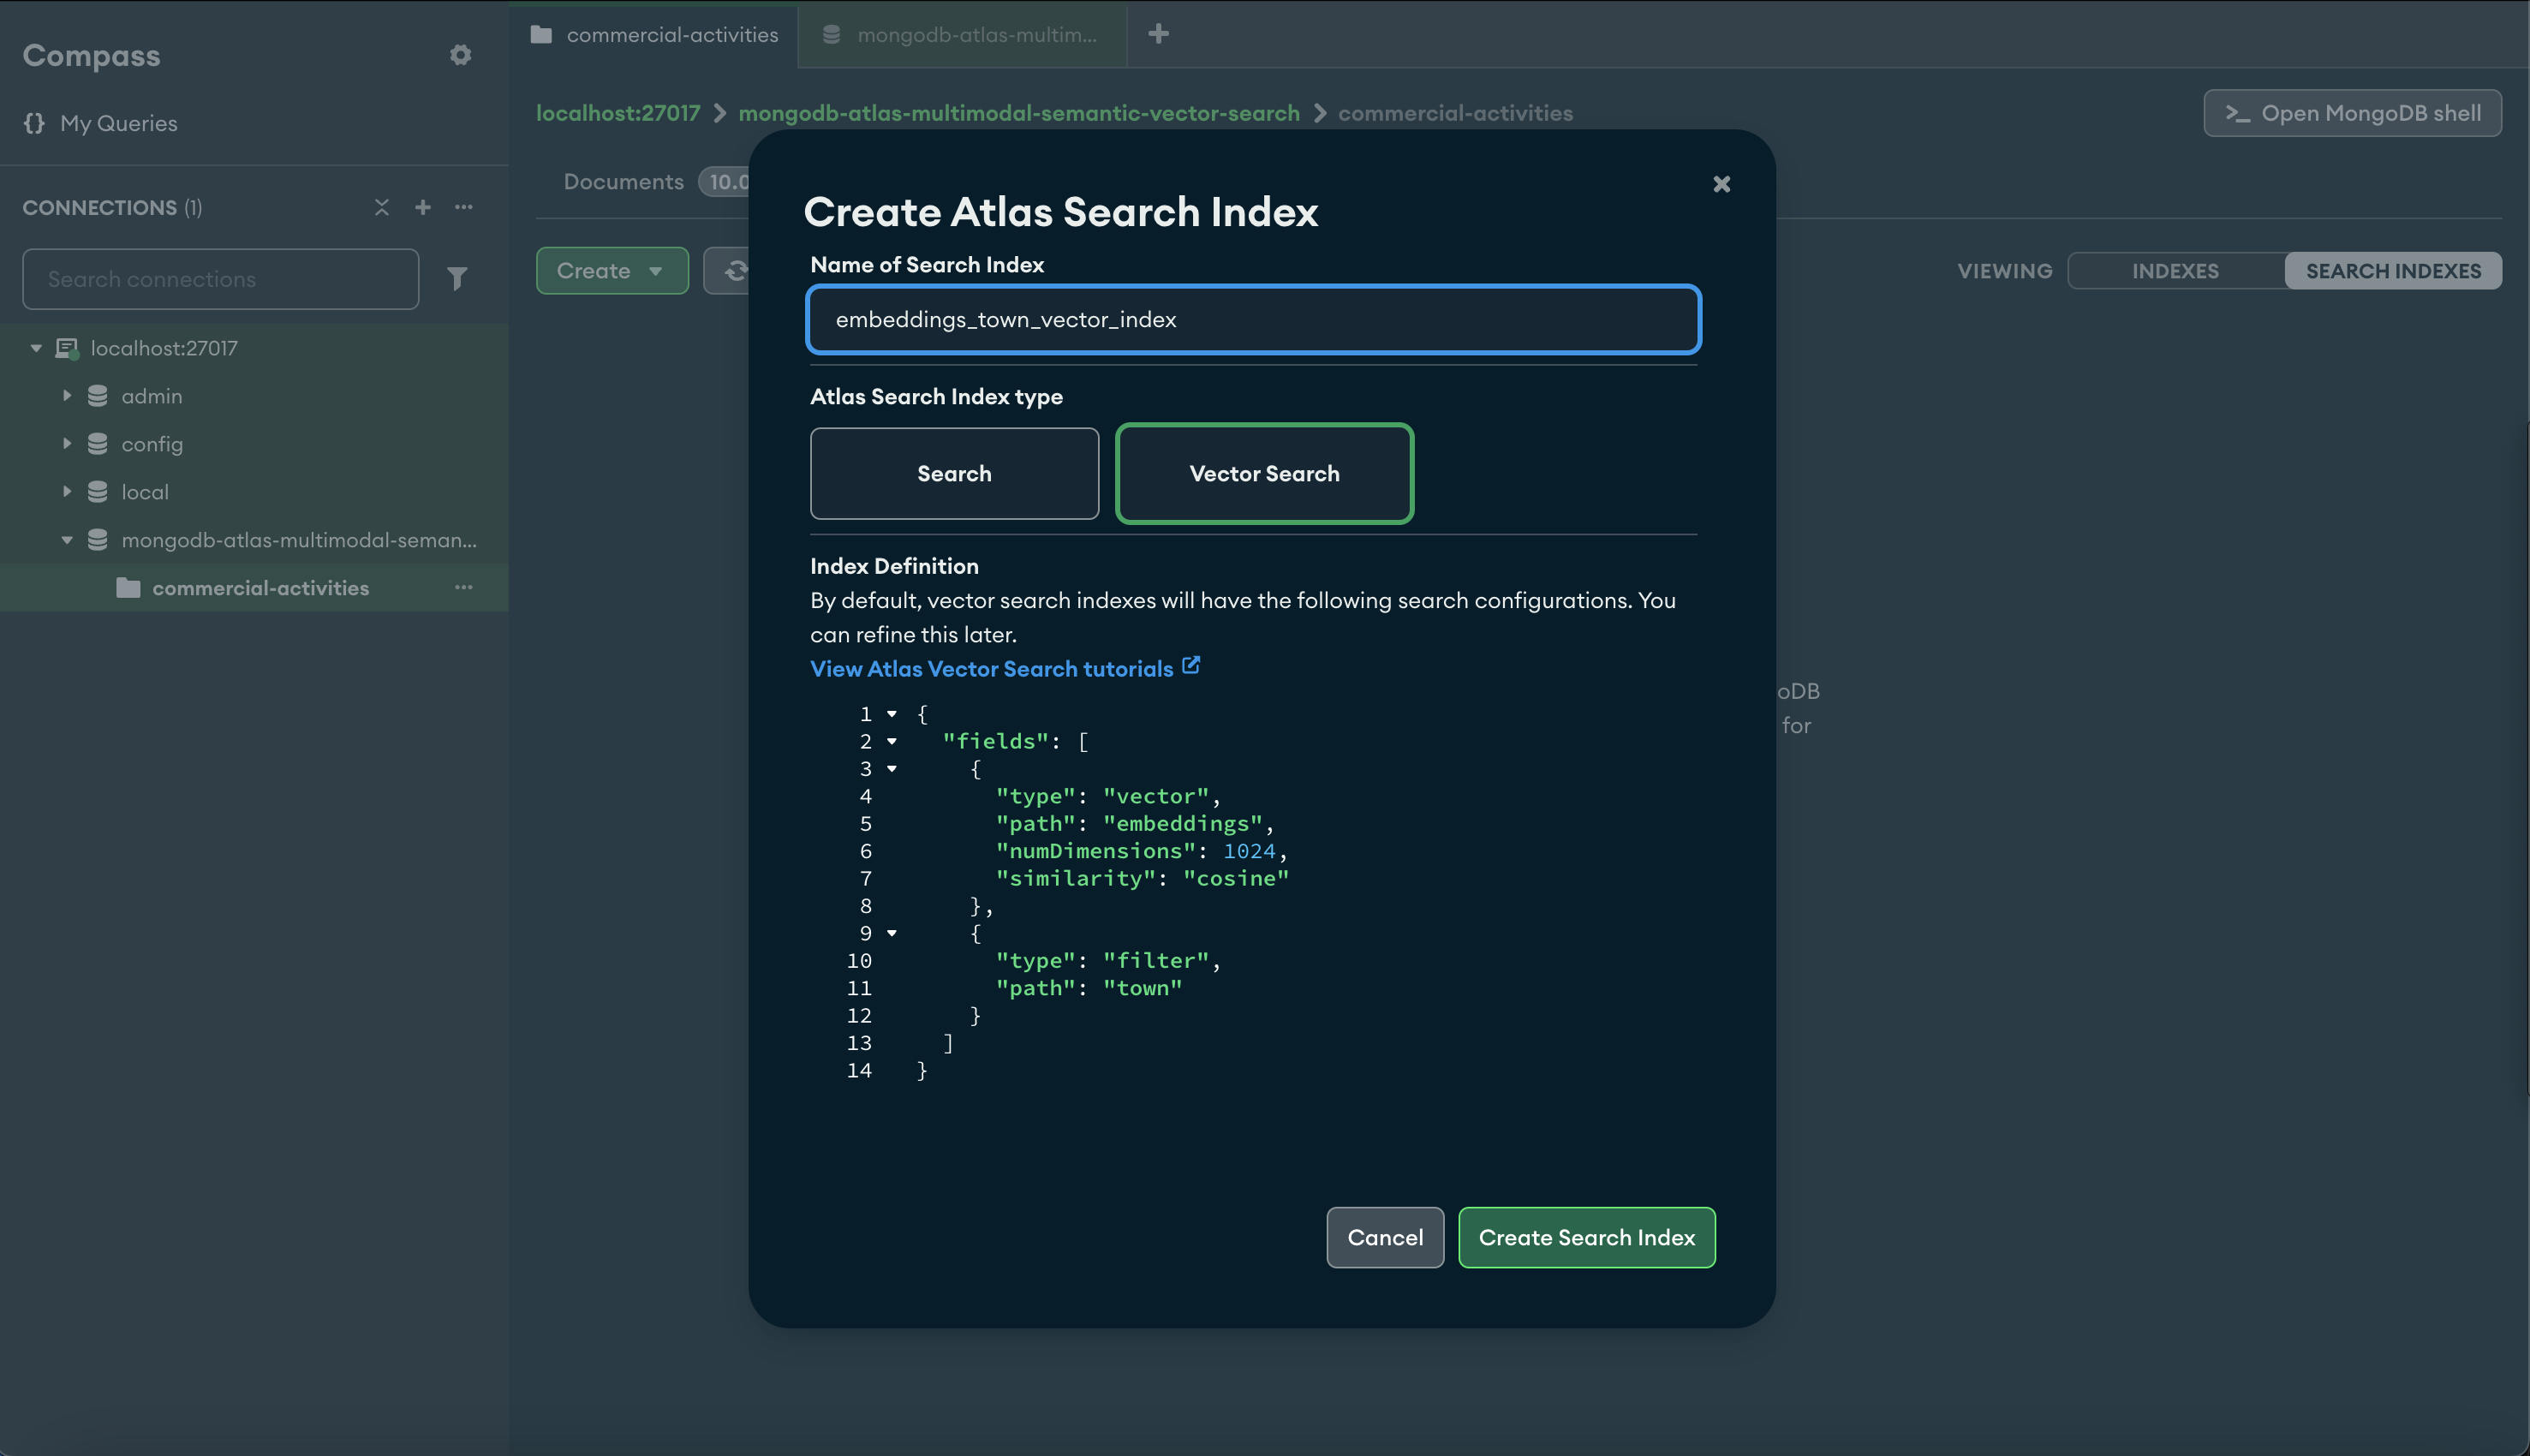 Compass
{} My Queries
CONNECTIONS (1)
Search connections
localhost:27017
admin
config
local
mongodb-atlas-multimodal-seman...
commercial-activities
commercial-activities
mongodb-atlas-multim...
localhost:27017 > mongodb-atlas-multimodal-semantic-vector-search > commercial-activities
>_ Open MongoDB shell
Documents 10.0
Create
VIEWING INDEXES SEARCH INDEXES
oDB
for
Create Atlas Search Index
Name of Search Index
embeddings_town_vector_index
Atlas Search Index type
Search
Vector Search
Index Definition
By default, vector search indexes will have the following search configurations. You
can refine this later.
View Atlas Vector Search tutorials
1 {
2 "fields": [
3 {
4 "type": "vector",
5 "path": "embeddings",
6 "numDimensions": 1024,
7 "similarity": "cosine"
8 },
9 {
10 "type": "filter",
11 "path": "town"
12 }
13 ]
14 }
Cancel
Create Search Index